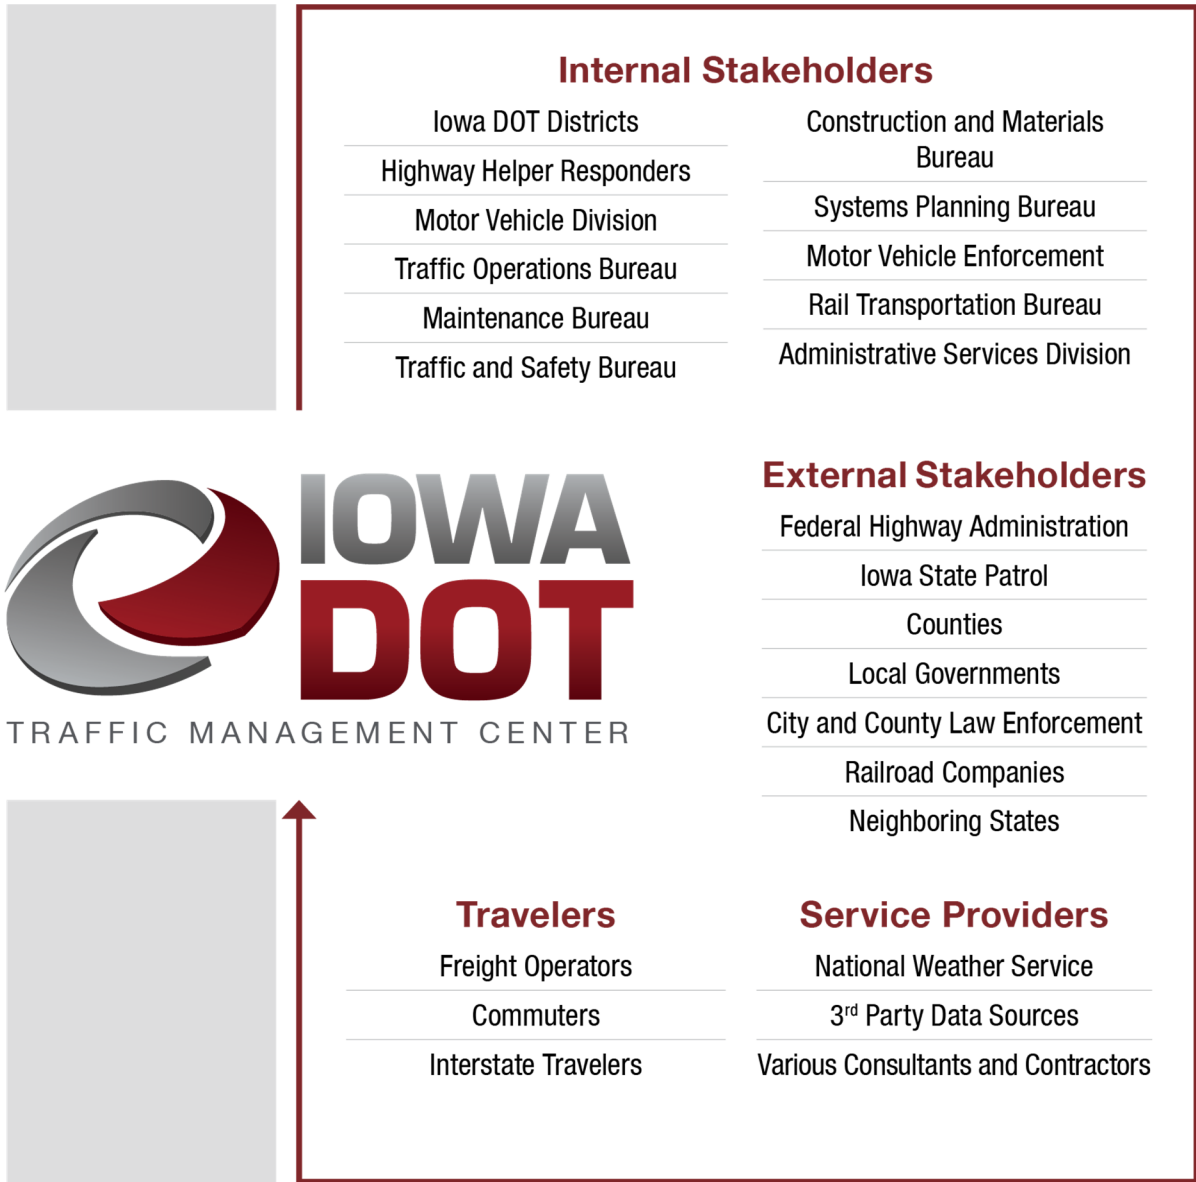 Internal Stakeholders
Iowa DOT Districts
Highway Helper Responders
Motor Vehicle Division
Traffic Operations Bureau
Maintenance Bureau
Traffic and Safety Bureau
Construction and Materials
Bureau
Systems Planning Bureau
Motor Vehicle Enforcement
Rail Transportation Bureau
Administrative Services Division
IOWA
DOT
TRAFFIC MANAGEMENT CENTER
External Stakeholders
Federal Highway Administration
Iowa State Patrol
Counties
Local Governments
City and County Law Enforcement
Railroad Companies
Neighboring States
Travelers
Freight Operators
Commuters
Interstate Travelers
Service Providers
National Weather Service
3rd Party Data Sources
Various Consultants and Contractors